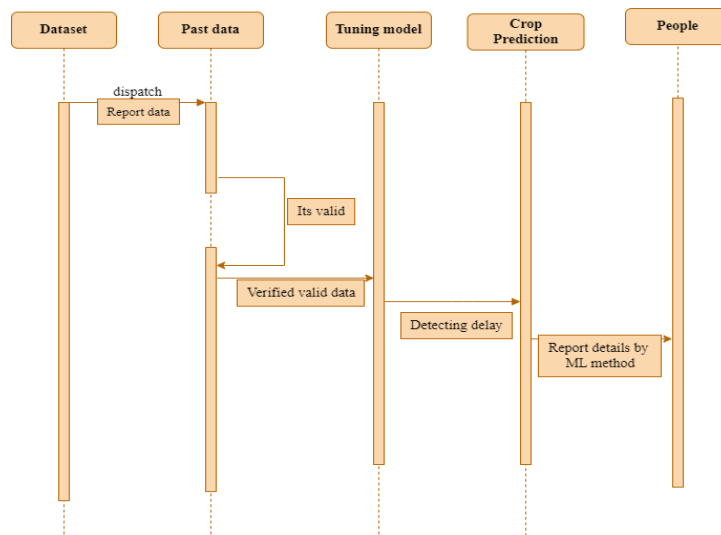 Dataset
Past data
Tuning model
Crop
Prediction
People
dispatch
Report data
Its valid
Verified valid data
Detecting delay
Report details by
ML method